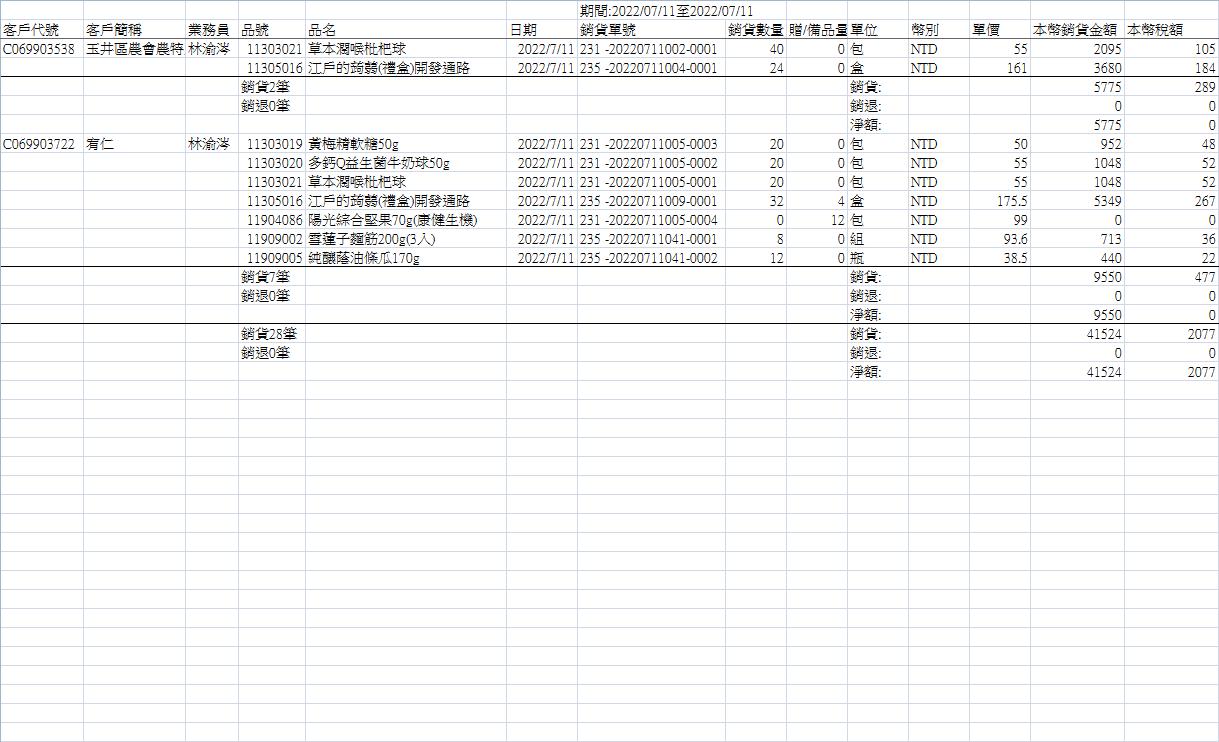 期間:2022/07/11至2022/07/11
客戶代號 客戶簡稱 業務員 品號 品名 日期 銷貨單號 銷貨數量 贈/備品量 單位 幣別 單價 本幣銷貨金額 本幣稅額
C069903538 玉井區農會農特 林渝涔 11303021 草本潤喉枇杷球 2022/7/11 231 -20220711002-0001 40 0 包 NTD 55 2095 105
11305016 江戶的蒟蒻(禮盒)開發通路 2022/7/11 235 -20220711004-0001 24 0 盒 NTD 161 3680 184
銷貨2筆 銷貨: 5775 289
銷退0筆 銷退: 0 0
淨額: 5775 0
C069903722 宥仁 林渝涔 11303019 黃梅精軟糖50g 2022/7/11 231 -20220711005-0003 20 0 包 NTD 50 952 48
11303020 多鈣Q益生菌牛奶球50g 2022/7/11 231 -20220711005-0002 20 0 包 NTD 55 1048 52
11303021 草本潤喉枇杷球 2022/7/11 231 -20220711005-0001 20 0 包 NTD 55 1048 52
11305016 江戶的蒟蒻(禮盒)開發通路 2022/7/11 235 -20220711009-0001 32 4 盒 NTD 175.5 5349 267
11904086 陽光綜合堅果70g(康健生機) 2022/7/11 231 -20220711005-0004 0 12 包 NTD 99 0 0
11909002 雪蓮子麵筋200g(3入) 2022/7/11 235 -20220711041-0001 8 0 組 NTD 93.6 713 36
11909005 純釀蔭油條瓜170g 2022/7/11 235 -20220711041-0002 12 0 瓶 NTD 38.5 440 22
銷貨7筆 銷貨: 9550 477
銷退0筆 銷退: 0 0
淨額: 9550 0
銷貨28筆 銷貨: 41524 2077
銷退0筆 銷退: 0 0
淨額: 41524 2077